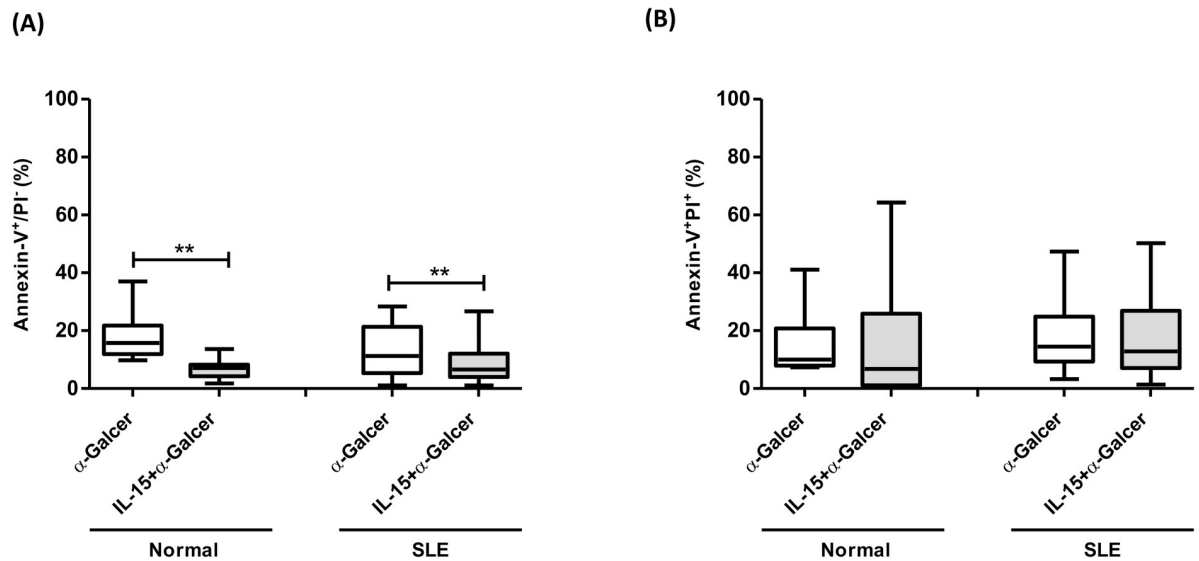 (A)
Annexin-V⁺/PI⁻ (%)
100
80
60
40
20
0
**
**
α-Galcer
IL-15+α-Galcer
α-Galcer
IL-15+α-Galcer
Normal
SLE
(B)
Annexin-V⁺PI⁺ (%)
100
80
60
40
20
0
α-Galcer
IL-15+α-Galcer
α-Galcer
IL-15+α-Galcer
Normal
SLE